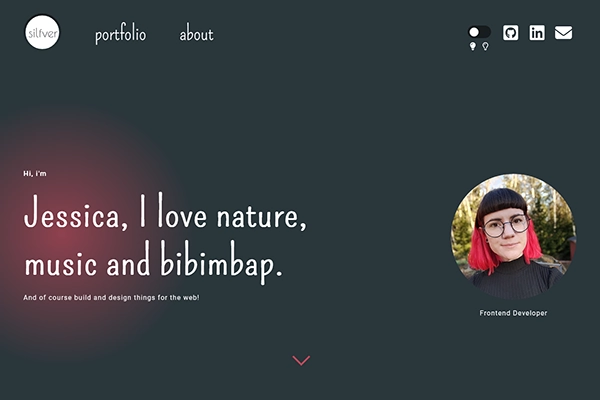 silfver
portfolio
about
Hi, i'm
Jessica, I love nature,
music and bibimbap.
And of course build and design things for the web!
Frontend Developer